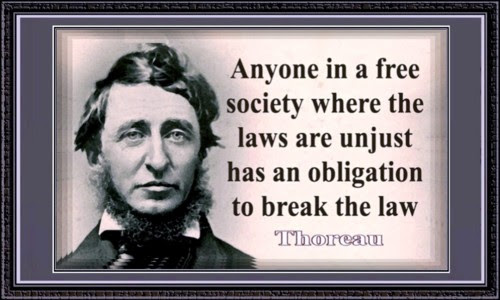 Anyone in a free
society where the
laws are unjust
has an obligation
to break the law
Thoreau